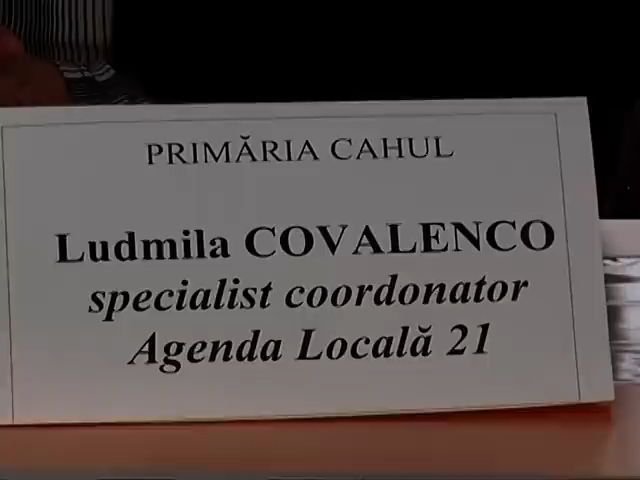 PRIMĂRIA CAHUL
Ludmila COVALENCO
specialist coordonator
Agenda Locală 21